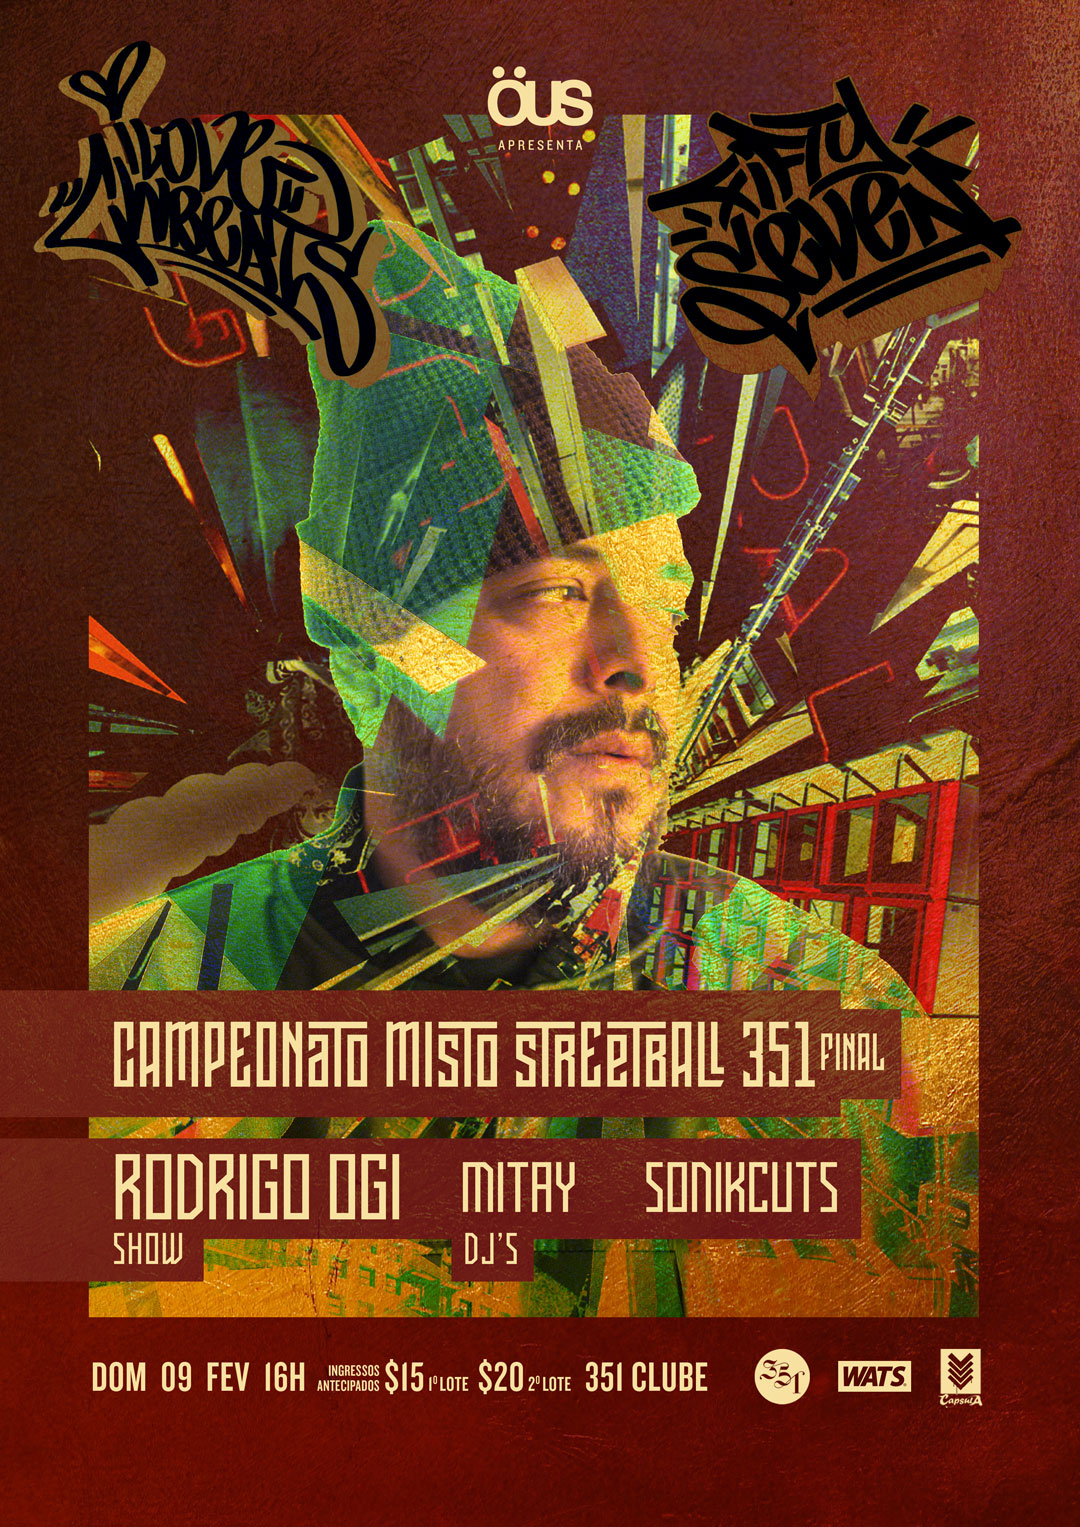 öus
APRESENTA
I LOVE
"CWBEATS"
FIFTY
SEVEN
CAMPEONATO MISTO STREETBALL 351 FINAL
RODRIGO OGI MITAY SONIKCUTS
SHOW DJ'S
DOM 09 FEV 16H INGRESSOS ANTECIPADOS $15 1º LOTE $20 2º LOTE 351 CLUBE
351
WATS
CapsulA